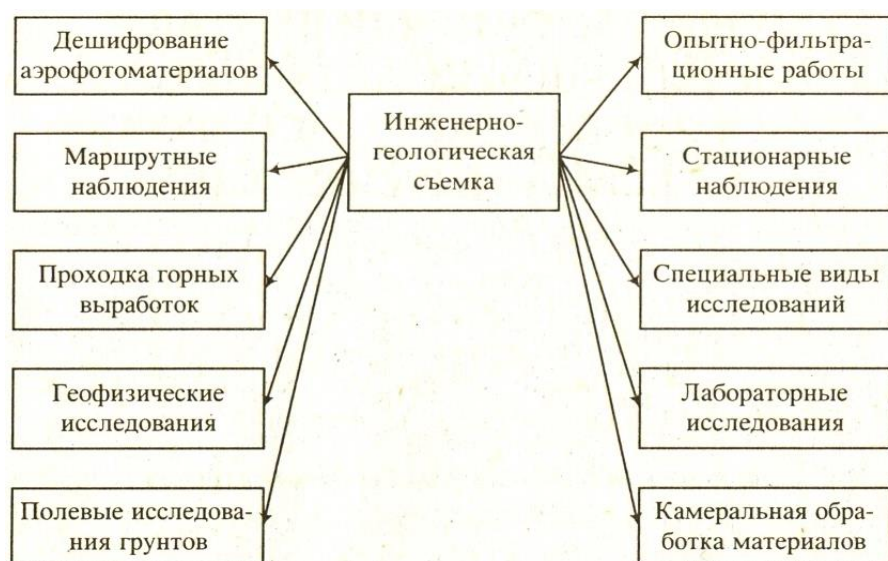 Дешифрование
аэрофотоматериалов
Маршрутные
наблюдения
Проходка горных
выработок
Геофизические
исследования
Полевые исследова-
ния грунтов
Инженерно-
геологическая
съемка
Опытно-фильтра-
ционные работы
Стационарные
наблюдения
Специальные виды
исследований
Лабораторные
исследования
Камеральная обра-
ботка материалов